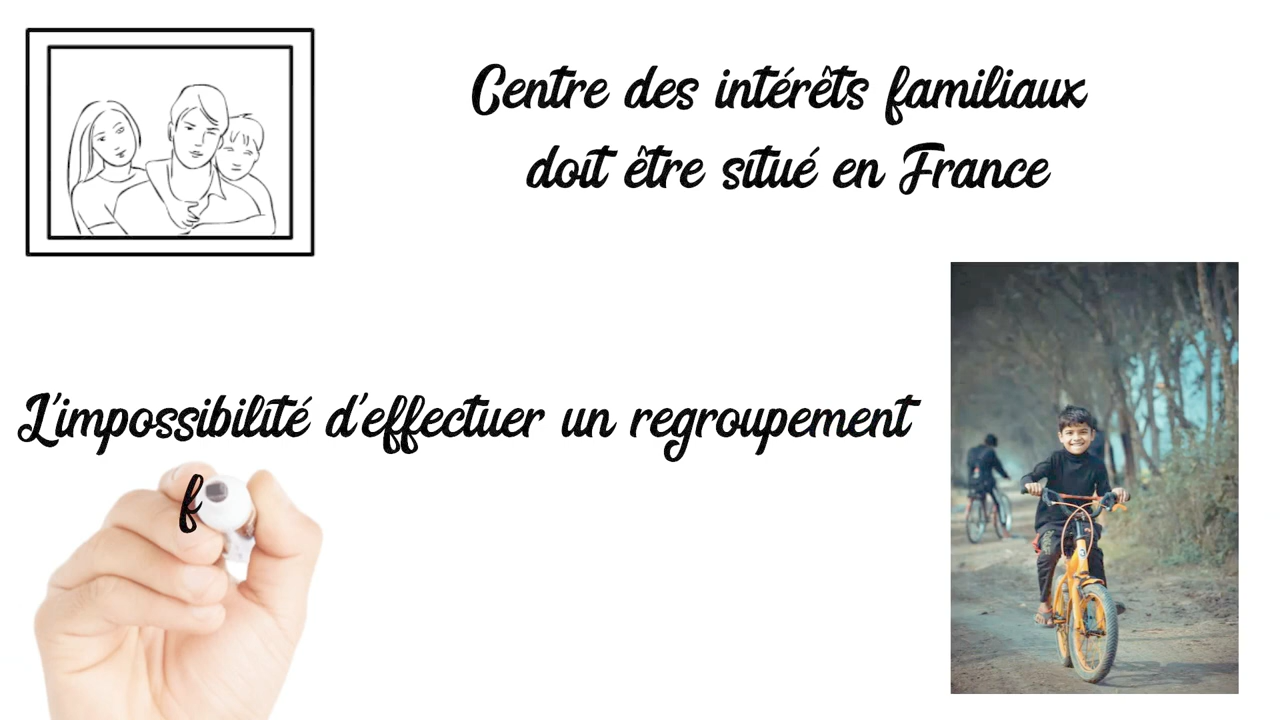 Centre des intérêts familiaux
doit être situé en France
L'impossibilité d'effectuer un regroupement
f